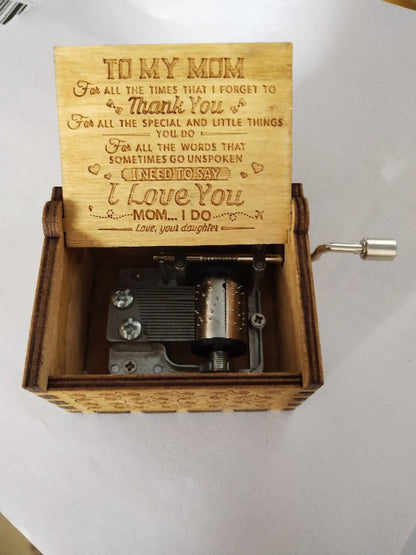 TO MY MOM
For ALL THE TIMES THAT I FORGET TO
Thank You
For ALL THE SPECIAL AND LITTLE THINGS
YOU DO
For ALL THE WORDS THAT
SOMETIMES GO UNSPOKEN
I NEED TO SAY
I Love You
MOM... I DO
Love, your daughter